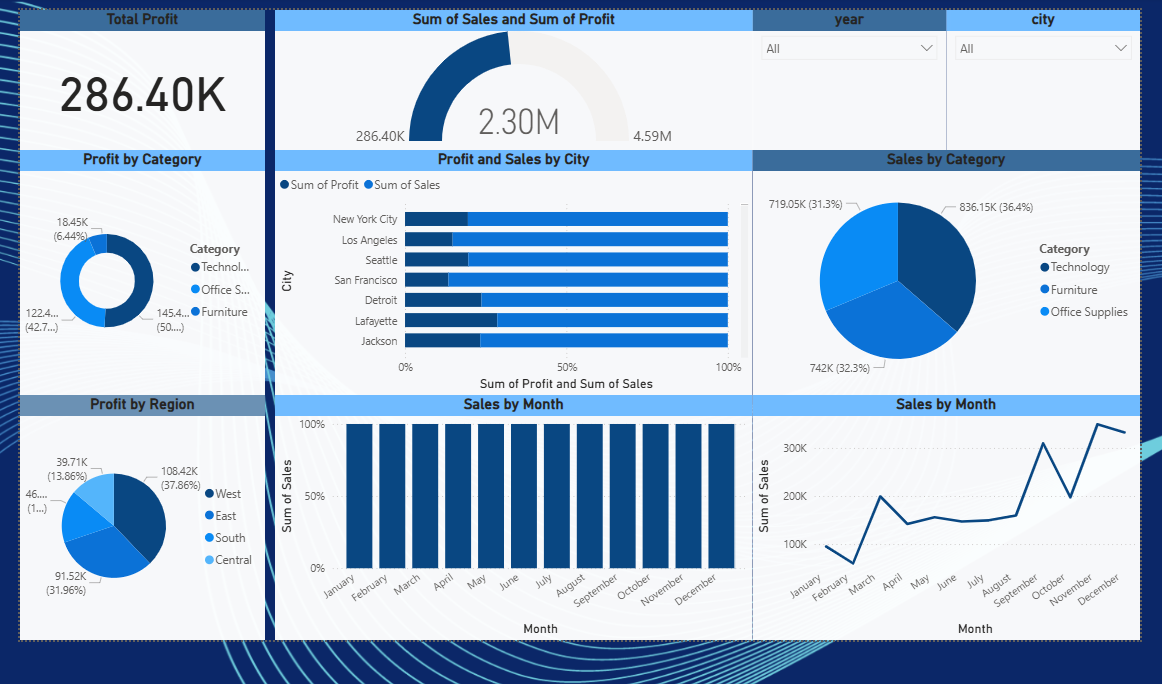 Total Profit
286.40K
Sum of Sales and Sum of Profit
2.30M
286.40K
4.59M
year
All
city
All
Profit by Category
18.45K
(6.44%)
122.4...
(42.7...)
145.4...
(50....)
Category
Technol...
Office S...
Furniture
Profit and Sales by City
Sum of Profit
Sum of Sales
City
New York City
Los Angeles
Seattle
San Francisco
Detroit
Lafayette
Jackson
0%
50%
100%
Sum of Profit and Sum of Sales
Sales by Category
719.05K (31.3%)
836.15K (36.4%)
742K (32.3%)
Category
Technology
Furniture
Office Supplies
Profit by Region
39.71K
(13.86%)
108.42K
(37.86%)
46....
(1...)
91.52K
(31.96%)
West
East
South
Central
Sales by Month
Sum of Sales
100%
50%
0%
January
February
March
April
May
June
July
August
September
October
November
December
Month
Sales by Month
Sum of Sales
300K
200K
100K
January
February
March
April
May
June
July
August
September
October
November
December
Month